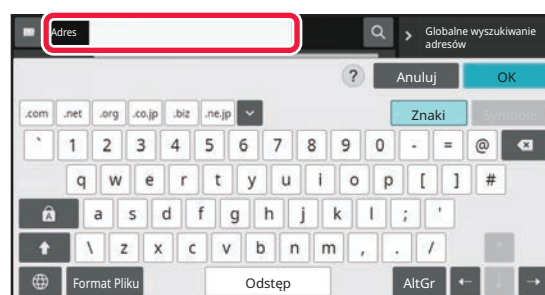 Adres
Globalne wyszukiwanie
adresów
? Anuluj OK
.com .net .org .co.jp .biz .ne.jp Znaki Symbole
` 1 2 3 4 5 6 7 8 9 0 - = @
q w e r t y u i o p [ ] #
a s d f g h j k l ; '
\ z x c v b n m , . /
Format Pliku Odstęp AltGr